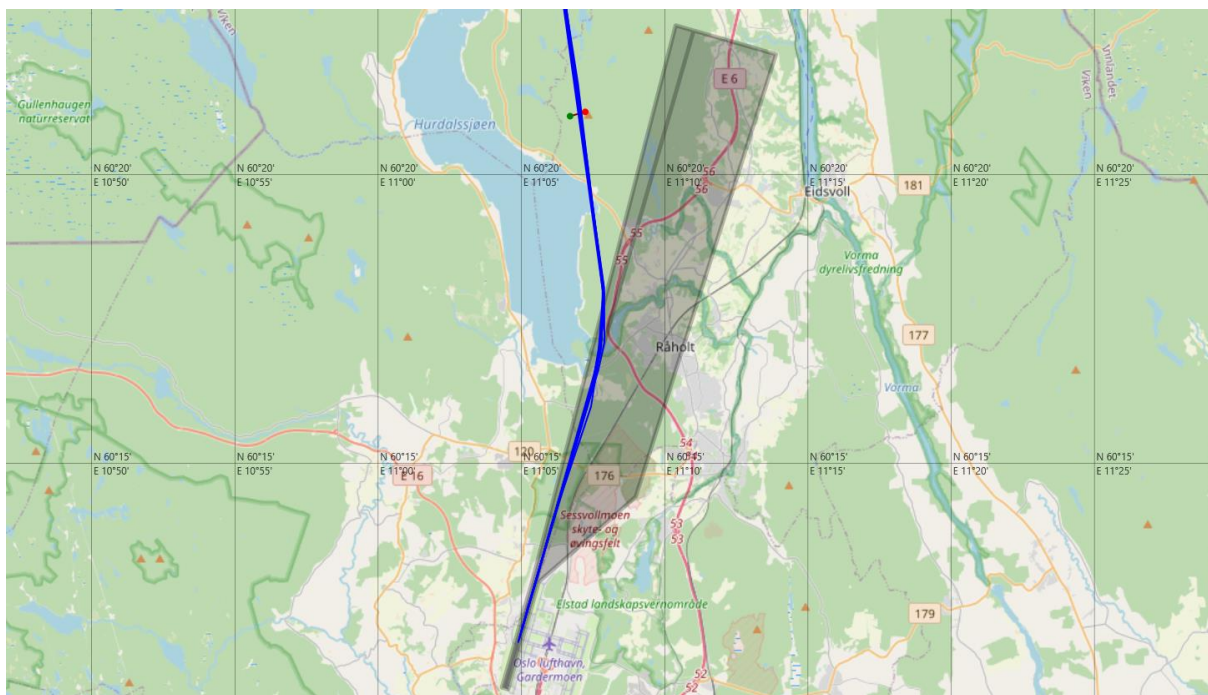 Viken
Viken
Annlandet
Gullenhaugen
naturreservat
E 6
Hurdalssjøen
N 60°20'
E 10°50'
N 60°20'
E 10°55'
N 60°20'
E 11°00'
N 60°20'
E 11°05'
N 60°20'
E 11°10'
N 60°20'
E 11°15'
N 60°20'
E 11°20'
N 60°20'
E 11°25'
56
56
181
Eidsvoll
55
55
Vorma
dyrelivsfredning
177
Råholt
Vorma
54
54
120
N 60°15'
E 10°50'
N 60°15'
E 10°55'
N 60°15'
E 11°00'
N 60°15'
E 11°05'
N 60°15'
E 11°10'
N 60°15'
E 11°15'
N 60°15'
E 11°20'
N 60°15'
E 11°25'
E 16
176
Sessvollmoen
skyte- og
øvingsfelt
53
53
Elstad landskapsvernområde
179
Oslo lufthavn,
Gardermoen
52
52